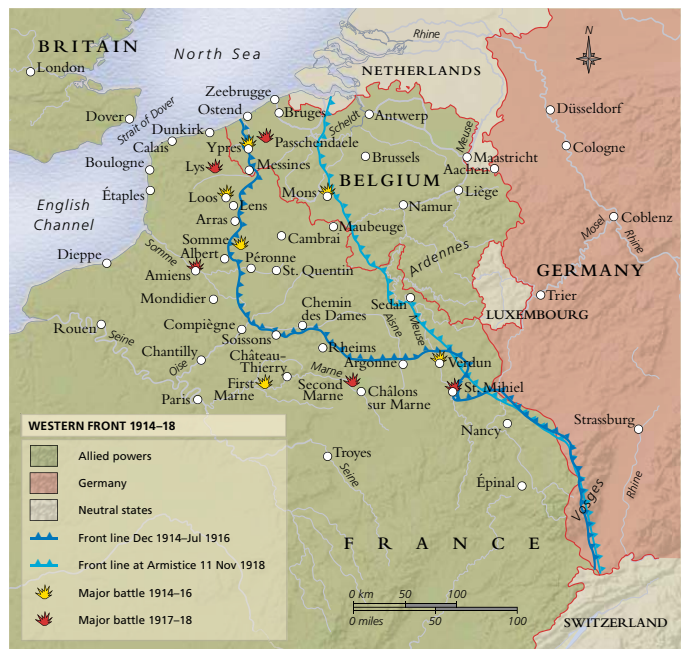 BRITAIN
London
North Sea
Rhine
N
NETHERLANDS
Zeebrugge
Ostend
Bruges
Scheldt
Antwerp
Düsseldorf
Dover
Strait of Dover
Dunkirk
Calais
Ypres
Passchendaele
Meuse
Cologne
Boulogne
Lys
Messines
Brussels
Maastricht
Aachen
Étaples
Loos
Lens
Mons
BELGIUM
Liège
English
Channel
Arras
Namur
Coblenz
Mosel
Rhine
Somme
Cambrai
Maubeuge
Ardennes
Dieppe
Somme
Albert
Péronne
GERMANY
Amiens
St. Quentin
Trier
Mondidier
Chemin
des Dames
Sedan
LUXEMBOURG
Rouen
Seine
Compiègne
Soissons
Aisne
Meuse
Chantilly
Oise
Château-
Thierry
Rheims
Argonne
Verdun
Marne
First
Marne
Second
Marne
St. Mihiel
Paris
Châlons
sur Marne
Nancy
Strassburg
WESTERN FRONT 1914–18
Allied powers
Germany
Neutral states
Front line Dec 1914–Jul 1916
Front line at Armistice 11 Nov 1918
Major battle 1914–16
Major battle 1917–18
Troyes
Seine
Épinal
Vosges
Rhine
FRANCE
0 km 50 100
0 miles 50 100
SWITZERLAND